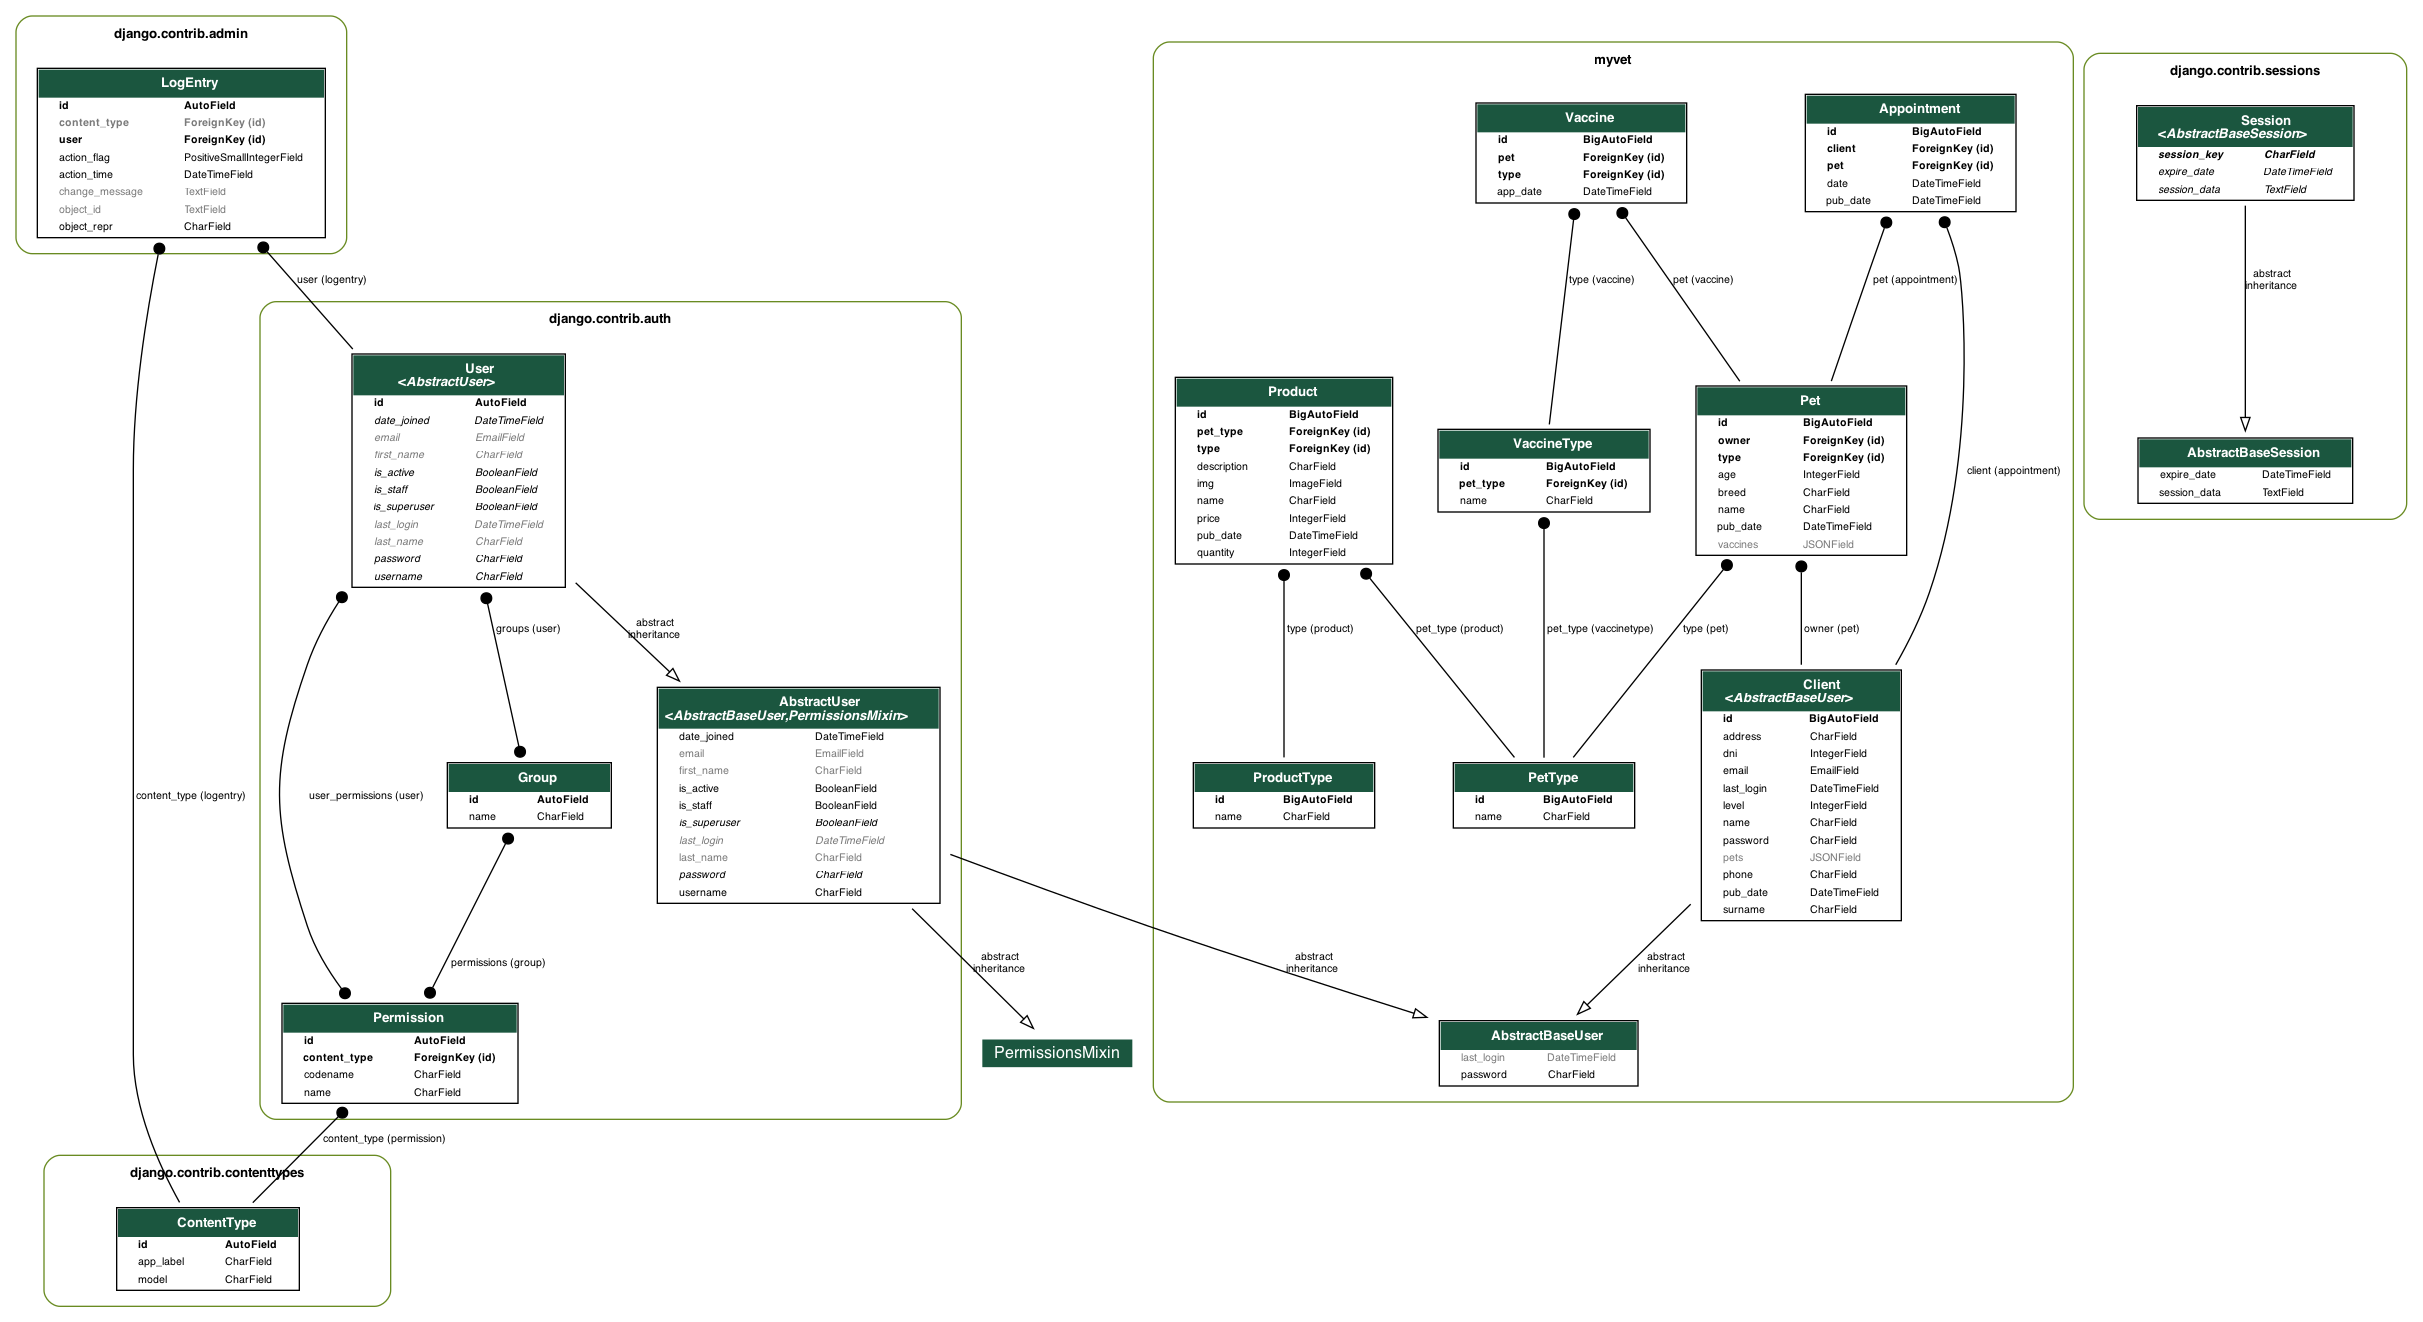 django.contrib.admin
LogEntry
id AutoField
content_type ForeignKey (id)
user ForeignKey (id)
action_flag PositiveSmallIntegerField
action_time DateTimeField
change_message TextField
object_id TextField
object_repr CharField
user (logentry)
content_type (logentry)
django.contrib.auth
User
<AbstractUser>
id AutoField
date_joined DateTimeField
email EmailField
first_name CharField
is_active BooleanField
is_staff BooleanField
is_superuser BooleanField
last_login DateTimeField
last_name CharField
password CharField
username CharField
groups (user)
abstract
inheritance
user_permissions (user)
AbstractUser
<AbstractBaseUser,PermissionsMixin>
date_joined DateTimeField
email EmailField
first_name CharField
is_active BooleanField
is_staff BooleanField
is_superuser BooleanField
last_login DateTimeField
last_name CharField
password CharField
username CharField
Group
id AutoField
name CharField
permissions (group)
abstract
inheritance
Permission
id AutoField
content_type ForeignKey (id)
codename CharField
name CharField
PermissionsMixin
content_type (permission)
django.contrib.contenttypes
ContentType
id AutoField
app_label CharField
model CharField
myvet
Vaccine
id BigAutoField
pet ForeignKey (id)
type ForeignKey (id)
app_date DateTimeField
Appointment
id BigAutoField
client ForeignKey (id)
pet ForeignKey (id)
date DateTimeField
pub_date DateTimeField
type (vaccine)
pet (vaccine)
pet (appointment)
client (appointment)
Product
id BigAutoField
pet_type ForeignKey (id)
type ForeignKey (id)
description CharField
img ImageField
name CharField
price IntegerField
pub_date DateTimeField
quantity IntegerField
VaccineType
id BigAutoField
pet_type ForeignKey (id)
name CharField
Pet
id BigAutoField
owner ForeignKey (id)
type ForeignKey (id)
age IntegerField
breed CharField
name CharField
pub_date DateTimeField
vaccines JSONField
type (product)
pet_type (product)
pet_type (vaccinetype)
type (pet)
owner (pet)
ProductType
id BigAutoField
name CharField
PetType
id BigAutoField
name CharField
Client
<AbstractBaseUser>
id BigAutoField
address CharField
dni IntegerField
email EmailField
last_login DateTimeField
level IntegerField
name CharField
password CharField
pets JSONField
phone CharField
pub_date DateTimeField
surname CharField
abstract
inheritance
abstract
inheritance
AbstractBaseUser
last_login DateTimeField
password CharField
django.contrib.sessions
Session
<AbstractBaseSession>
session_key CharField
expire_date DateTimeField
session_data TextField
abstract
inheritance
AbstractBaseSession
expire_date DateTimeField
session_data TextField